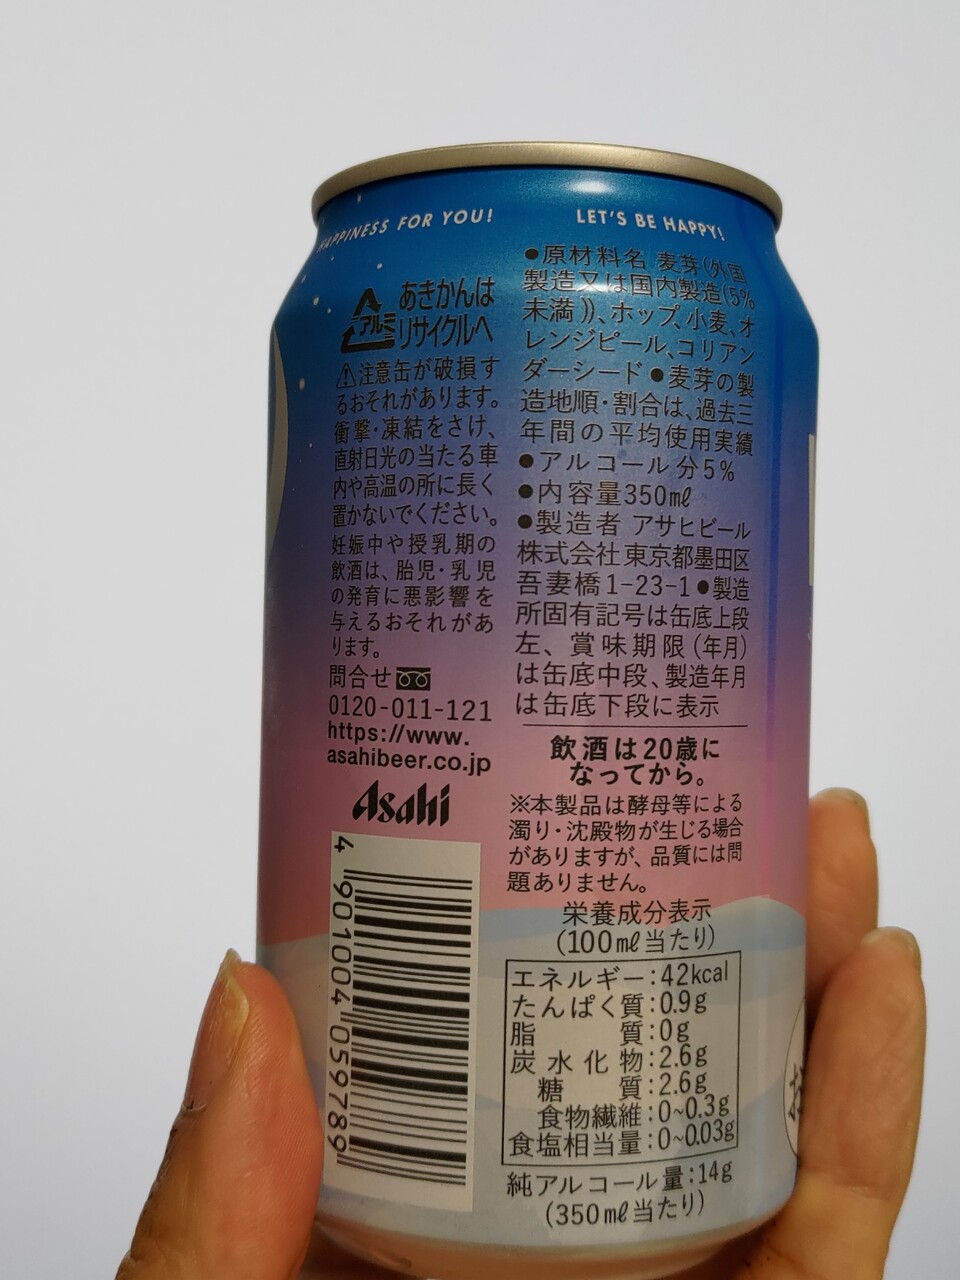 HAPPINESS FOR YOU!
LET'S BE HAPPY!
アルミ
あきかんは
リサイクルへ
⚠注意缶が破損す
るおそれがあります。
衝撃・凍結をさけ、
直射日光の当たる車
内や高温の所に長く
置かないでください。
妊娠中や授乳期の
飲酒は、胎児・乳児
の発育に悪影響を
与えるおそれがあ
ります。
問合せ
0120-011-121
https://www.
asahibeer.co.jp
Asahi
4 901004 059789
●原材料名 麦芽(外国
製造又は国内製造(5%
未満))、ホップ、小麦、オ
レンジピール、コリアン
ダーシード●麦芽の製
造地順・割合は、過去三
年間の平均使用実績
●アルコール分5%
●内容量350㎖
●製造者 アサヒビール
株式会社 東京都墨田区
吾妻橋1-23-1●製造
所固有記号は缶底上段
左、賞味期限(年月)
は缶底中段、製造年月
は缶底下段に表示
飲酒は20歳に
なってから。
※本製品は酵母等による
濁り・沈殿物が生じる場合
がありますが、品質には問
題ありません。
栄養成分表示
(100㎖当たり)
エネルギー:42kcal
たんぱく質:0.9g
脂質:0g
炭水化物:2.6g
糖質:2.6g
食物繊維:0~0.3g
食塩相当量:0~0.03g
純アルコール量:14g
(350㎖当たり)